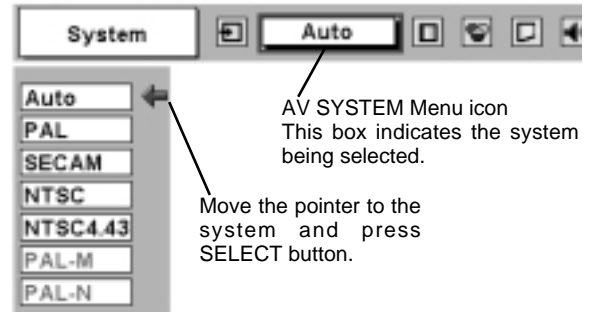 System
Auto
AV SYSTEM Menu icon
This box indicates the system
being selected.
Auto
PAL
SECAM
NTSC
NTSC4.43
PAL-M
PAL-N
Move the pointer to the
system and press
SELECT button.